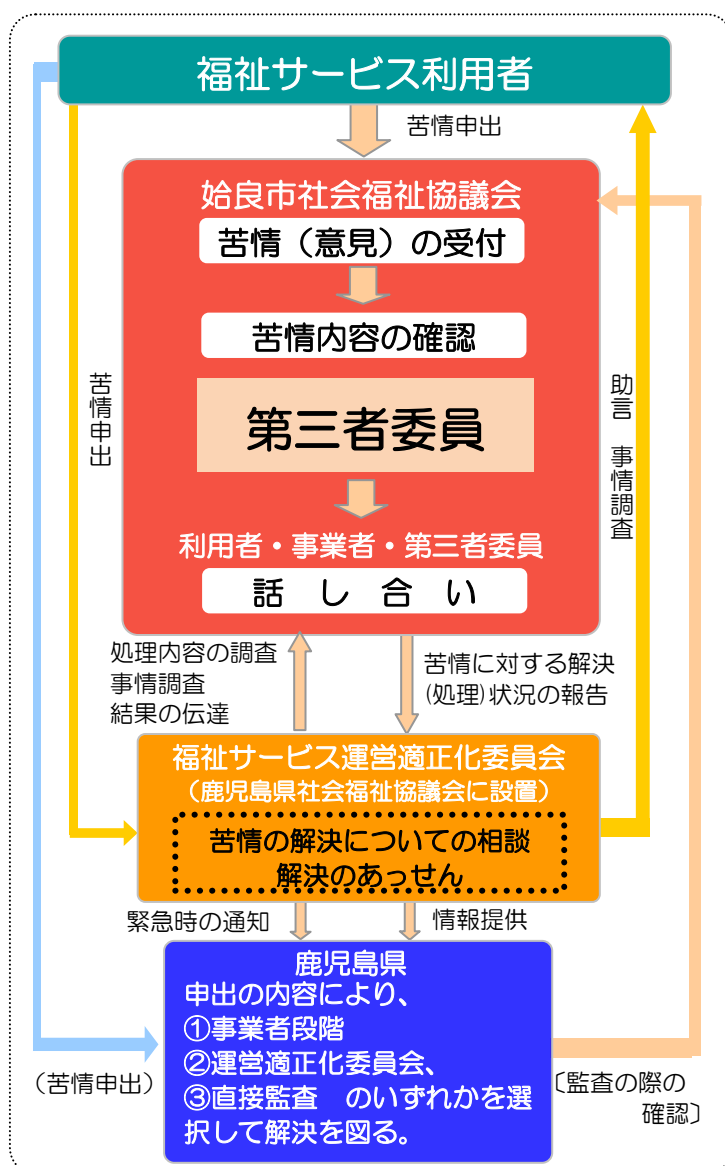 福祉サービス利用者
苦情申出
姶良市社会福祉協議会
苦情（意見）の受付
苦情内容の確認
第三者委員
利用者・事業者・第三者委員
話し合い
苦情申出
助言　事情調査
処理内容の調査
事情調査
結果の伝達
苦情に対する解決
(処理)状況の報告
福祉サービス運営適正化委員会
（鹿児島県社会福祉協議会に設置）
苦情の解決についての相談
解決のあっせん
緊急時の通知
情報提供
鹿児島県
申出の内容により、
①事業者段階
②運営適正化委員会、
③直接監査　のいずれかを選
択して解決を図る。
（苦情申出）
〔監査の際の
確認〕